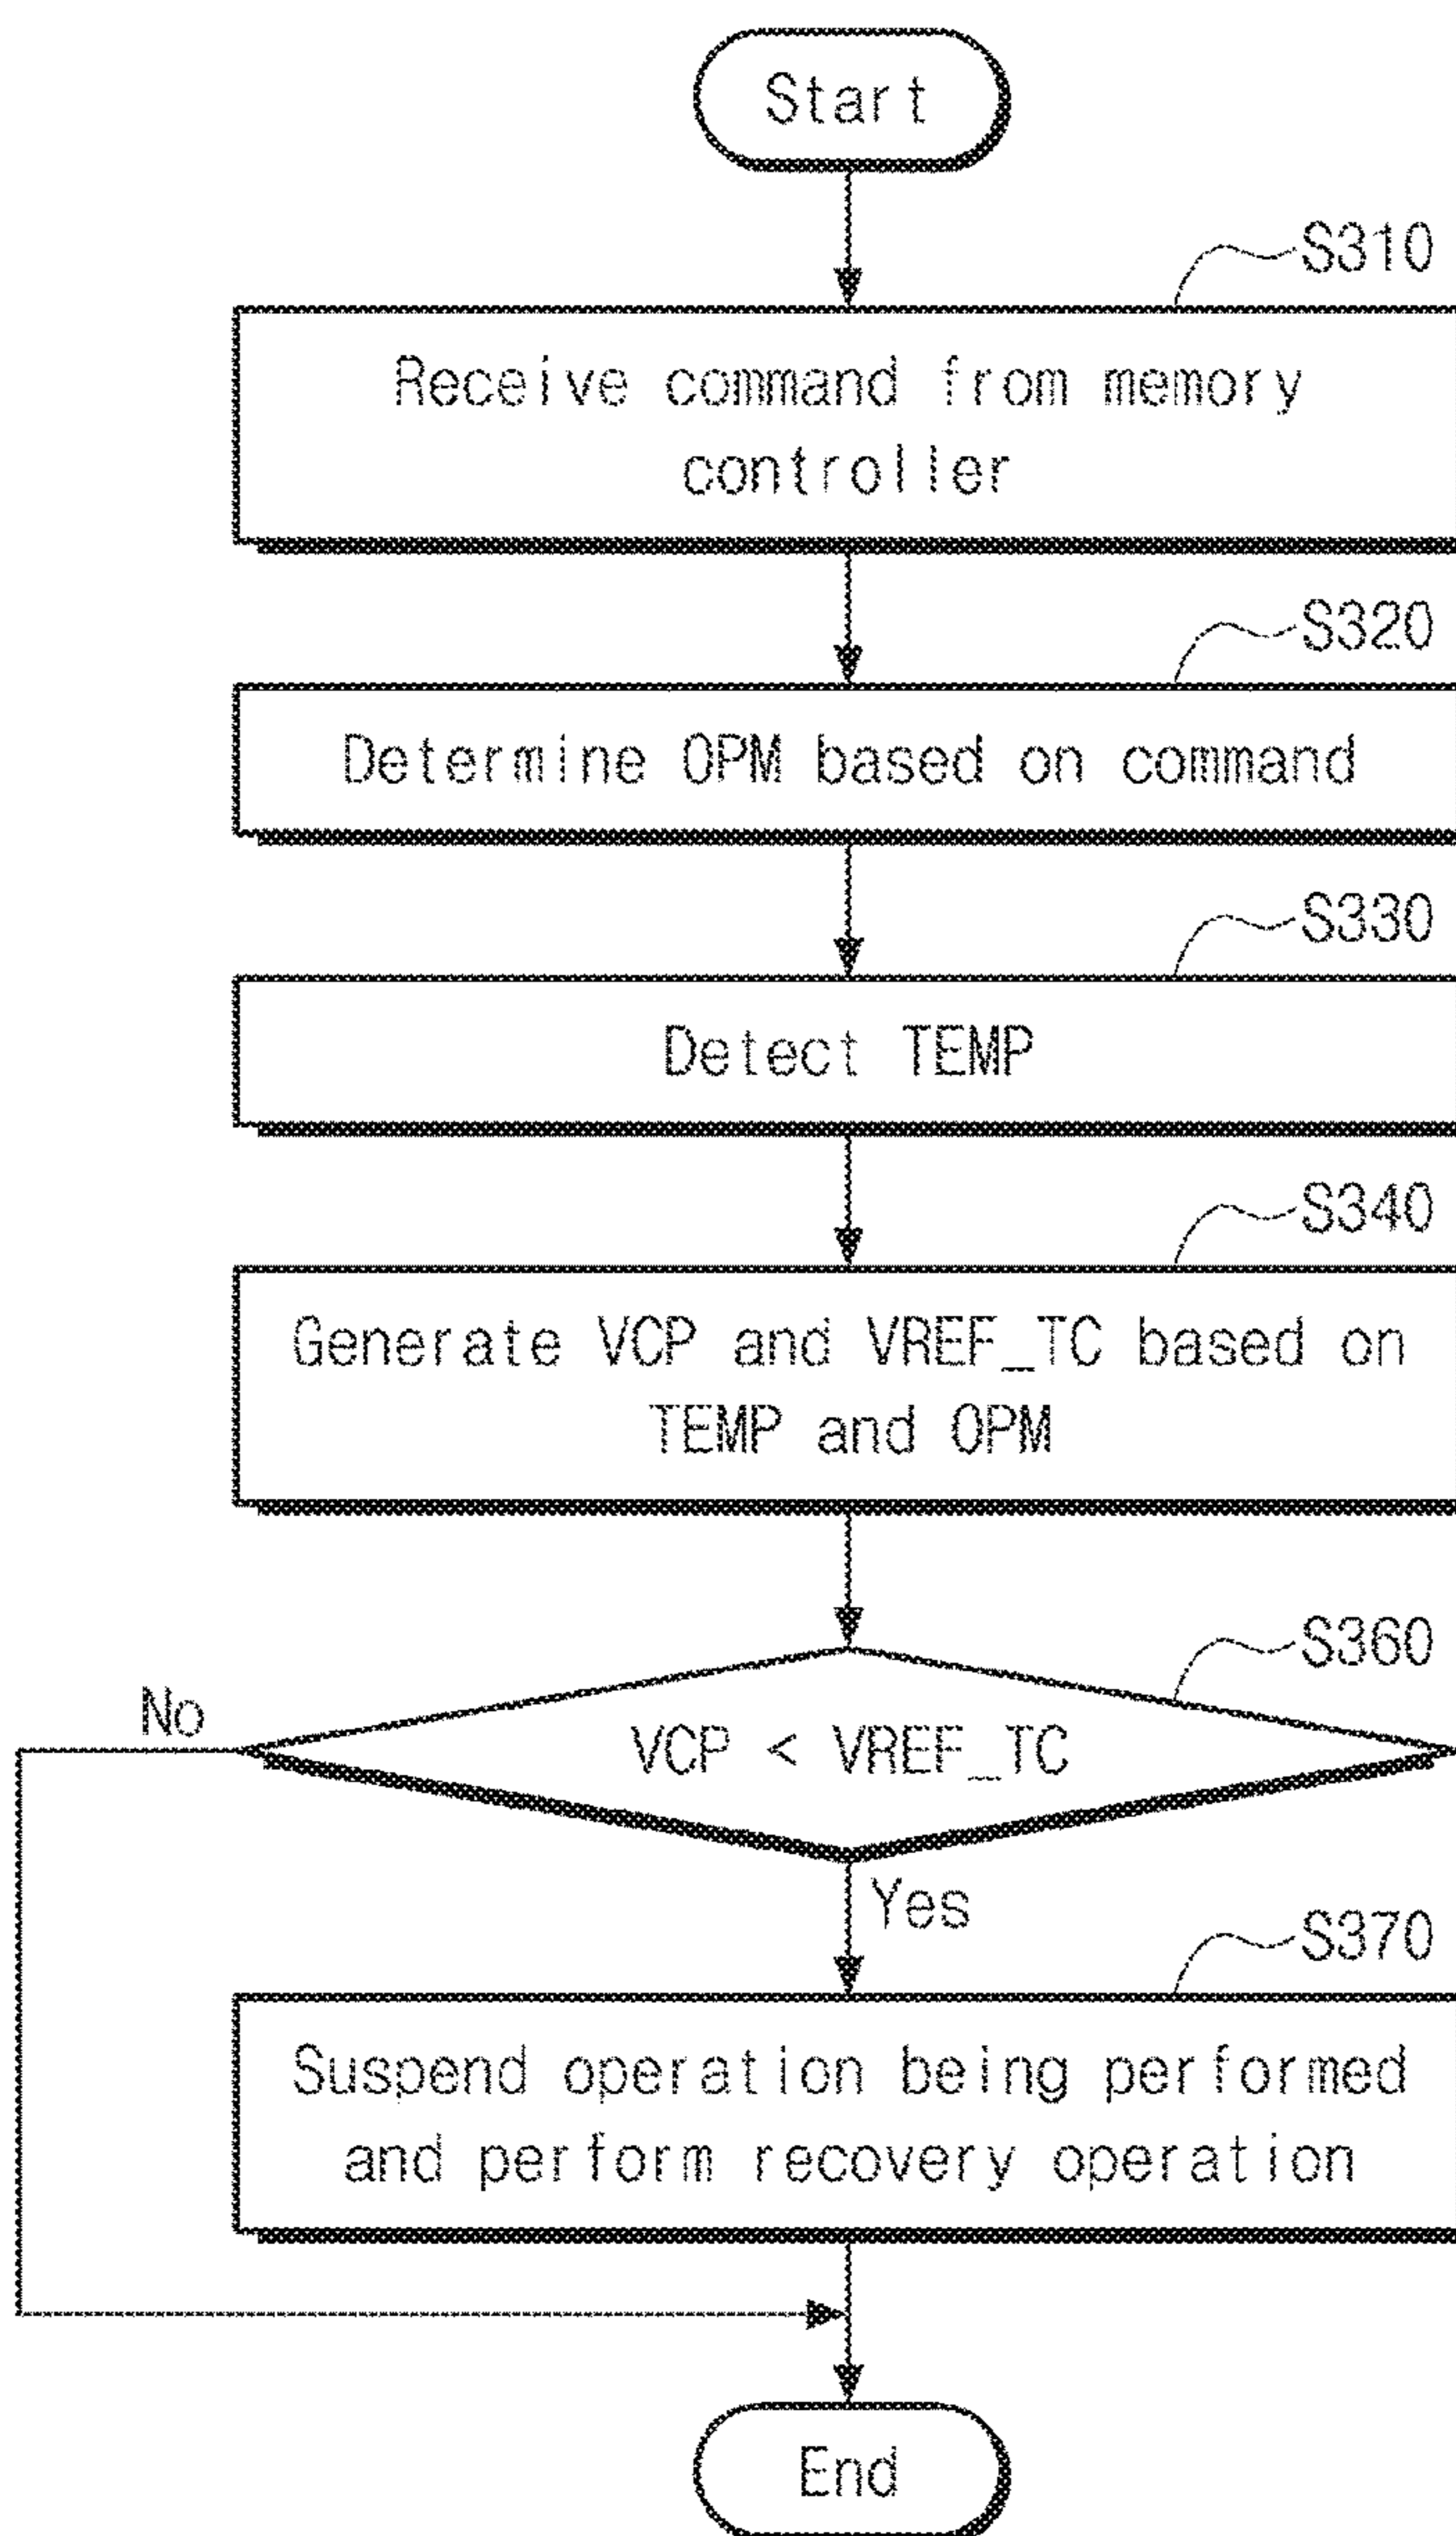 Start
S310
Receive command from memory
controller
S320
Determine OPM based on command
S330
Detect TEMP
S340
Generate VCP and VREF_TC based on
TEMP and OPM
S360
No
VCP < VREF_TC
Yes
S370
Suspend operation being performed
and perform recovery operation
End